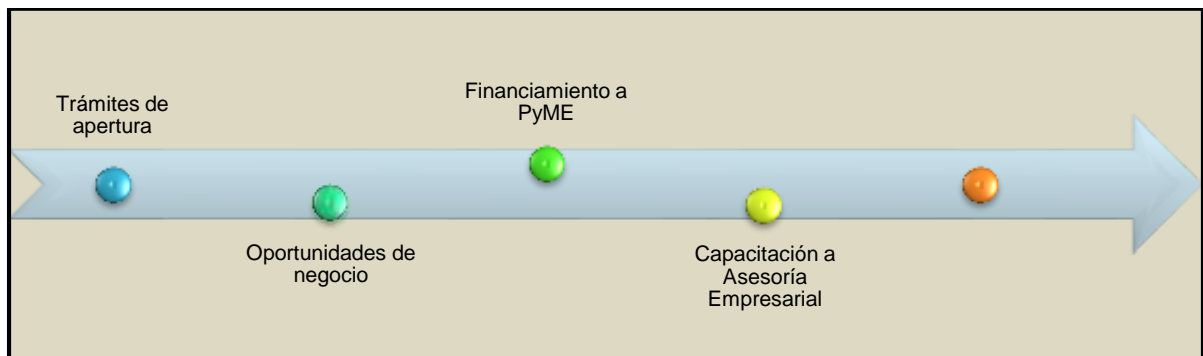 Trámites de
apertura
Oportunidades de
negocio
Financiamiento a
PyME
Capacitación a
Asesoría
Empresarial